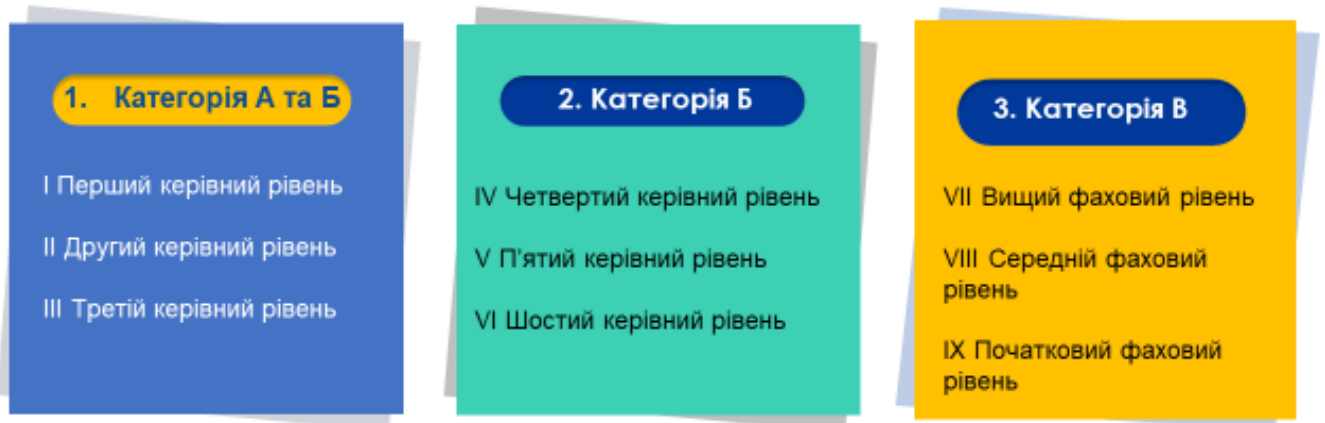 1. Категорія А та Б
І Перший керівний рівень
ІІ Другий керівний рівень
ІІІ Третій керівний рівень
2. Категорія Б
IV Четвертий керівний рівень
V П'ятий керівний рівень
VI Шостий керівний рівень
3. Категорія В
VII Вищий фаховий рівень
VIII Середній фаховий
рівень
IX Початковий фаховий
рівень